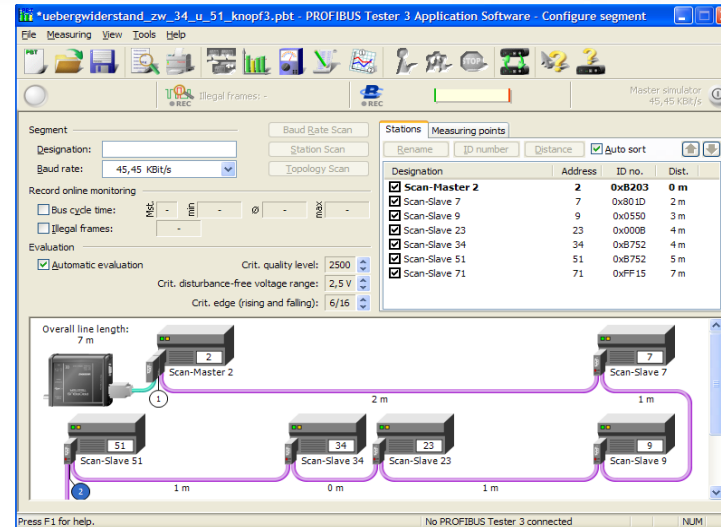 *uebergwiderstand_zw_34_u_51_knopf3.pbt - PROFIBUS Tester 3 Application Software - Configure segment
File Measuring View Tools Help
PBT STOP
REC Illegal frames: - REC Master simulator
45,45 KBit/s
Segment Baud Rate Scan
Designation: Station Scan
Baud rate: 45,45 KBit/s Topology Scan
Record online monitoring
Bus cycle time: Mst. - min - Ø - max -
Illegal frames: -
Evaluation
Automatic evaluation Crit. quality level: 2500
Crit. disturbance-free voltage range: 2,5 V
Crit. edge (rising and falling): 6/16
Stations Measuring points
Rename ID number Distance Auto sort
Designation Address ID no. Dist.
Scan-Master 2 2 0xB203 0 m
Scan-Slave 7 7 0x801D 2 m
Scan-Slave 9 9 0x0550 3 m
Scan-Slave 23 23 0x000B 4 m
Scan-Slave 34 34 0xB752 4 m
Scan-Slave 51 51 0xB752 5 m
Scan-Slave 71 71 0xFF15 7 m
Overall line length:
7 m
2 7
Scan-Master 2 Scan-Slave 7
1 2 m 1 m
51 34 23 9
Scan-Slave 51 Scan-Slave 34 Scan-Slave 23 Scan-Slave 9
2 1 m 0 m 1 m
Press F1 for help. No PROFIBUS Tester 3 connected NUM